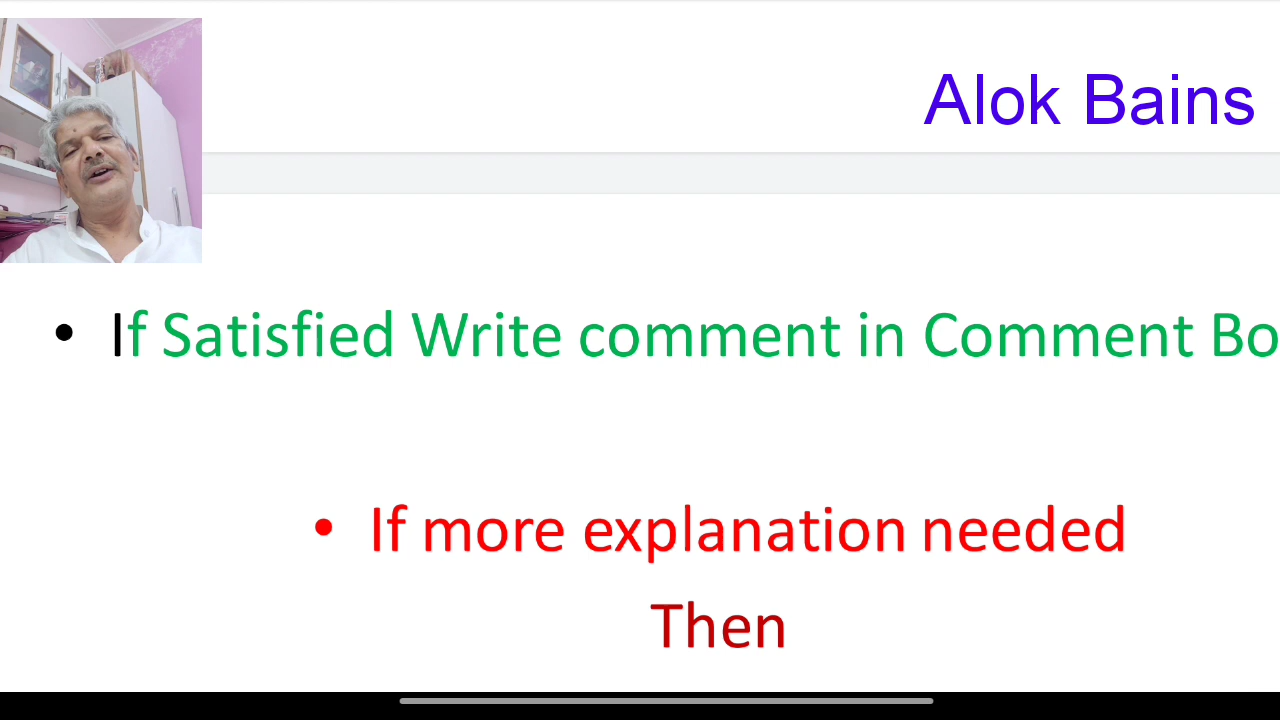 Alok Bains
• If Satisfied Write comment in Comment Bo
• If more explanation needed
Then